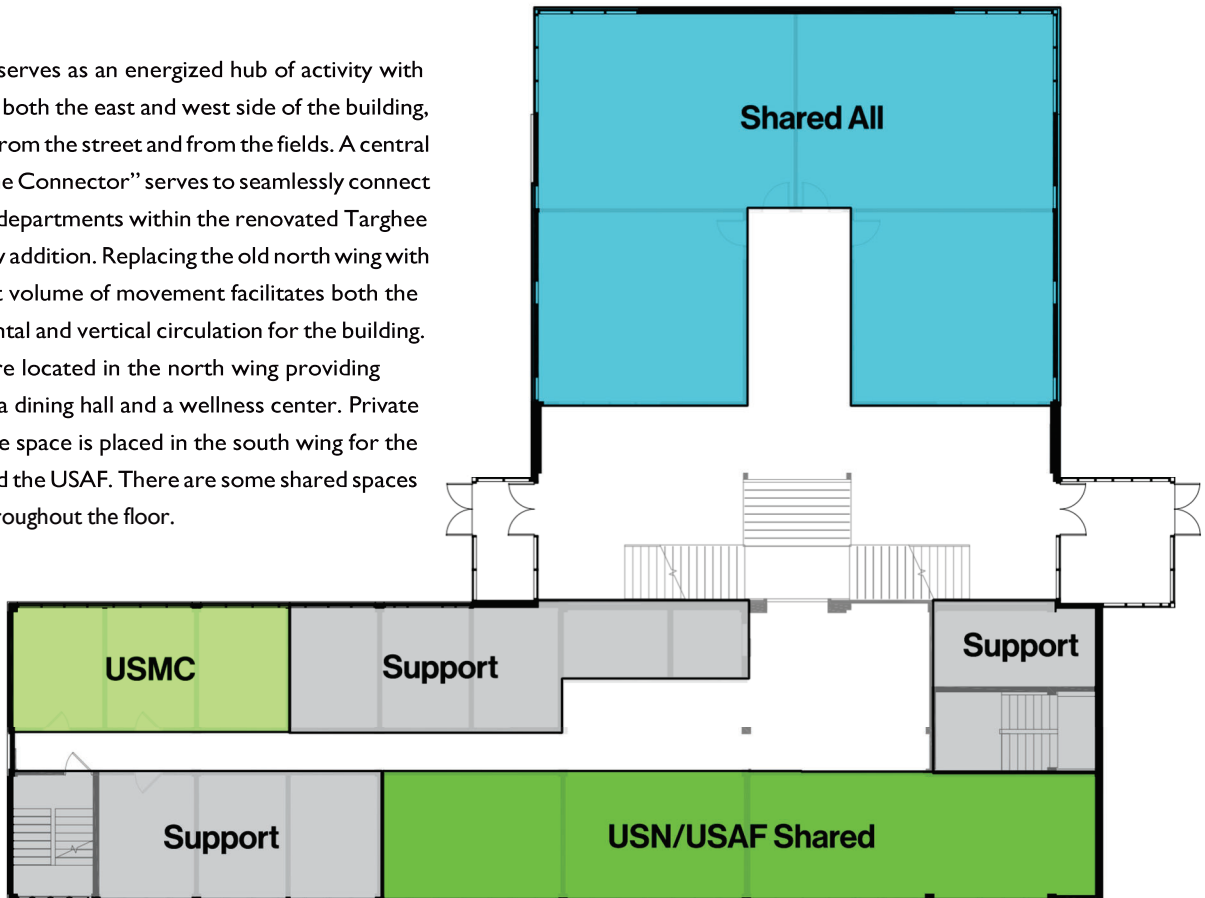 serves as an energized hub of activity with
both the east and west side of the building,
from the street and from the fields. A central
e Connector” serves to seamlessly connect
departments within the renovated Targhee
addition. Replacing the old north wing with
volume of movement facilitates both the
ntal and vertical circulation for the building.
re located in the north wing providing
a dining hall and a wellness center. Private
e space is placed in the south wing for the
d the USAF. There are some shared spaces
roughout the floor.
Shared All
USMC
Support
Support
Support
USN/USAF Shared